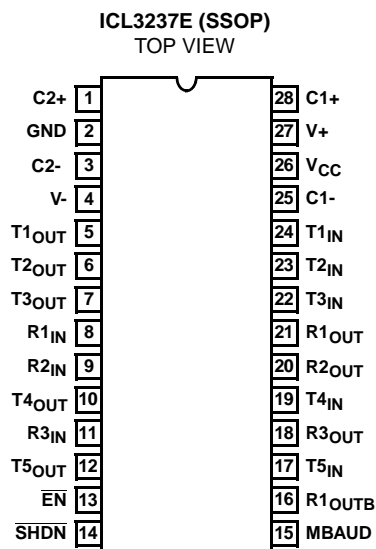 ICL3237E (SSOP)
TOP VIEW
C2+ 1 28 C1+
GND 2 27 V+
C2- 3 26 VCC
V- 4 25 C1-
T1OUT 5 24 T1IN
T2OUT 6 23 T2IN
T3OUT 7 22 T3IN
R1IN 8 21 R1OUT
R2IN 9 20 R2OUT
T4OUT 10 19 T4IN
R3IN 11 18 R3OUT
T5OUT 12 17 T5IN
EN 13 16 R1OUTB
SHDN 14 15 MBAUD